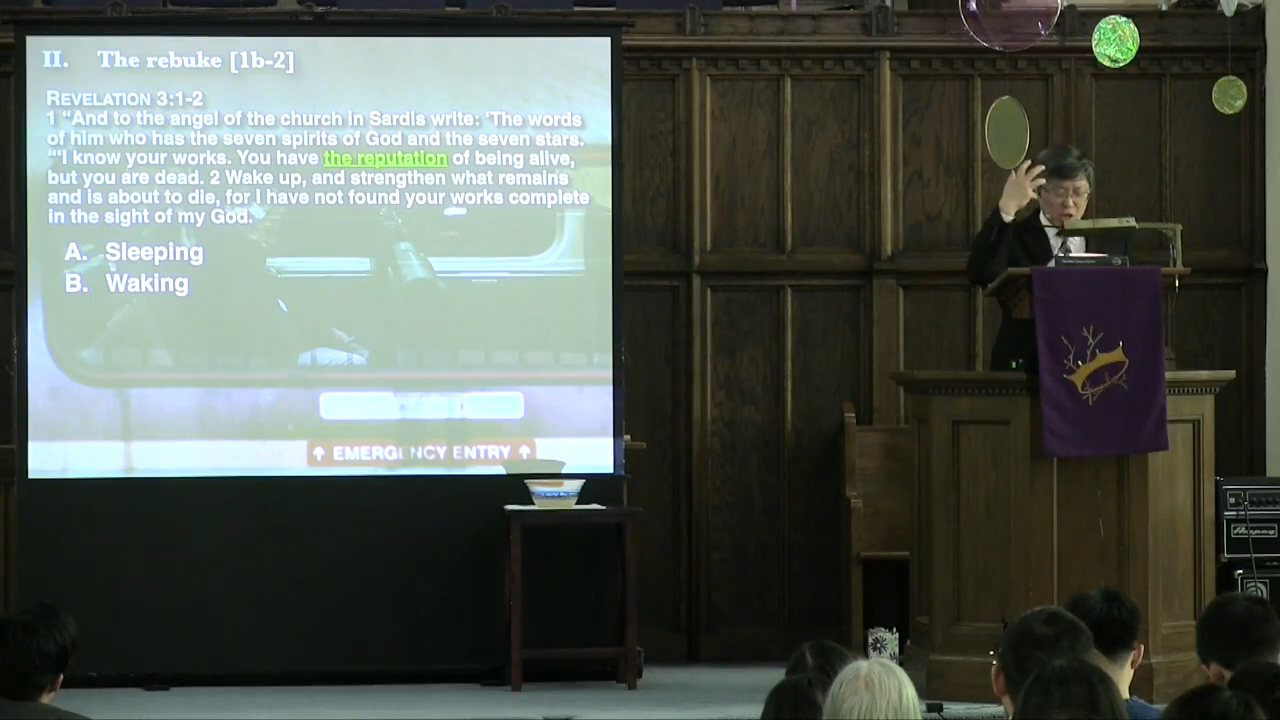 II. The rebuke [1b-2]
REVELATION 3:1-2
1 “And to the angel of the church in Sardis write: ‘The words
of him who has the seven spirits of God and the seven stars.
“‘I know your works. You have the reputation of being alive,
but you are dead. 2 Wake up, and strengthen what remains
and is about to die, for I have not found your works complete
in the sight of my God.
A. Sleeping
B. Waking
↑ EMERGENCY ENTRY ↑
Ampeg